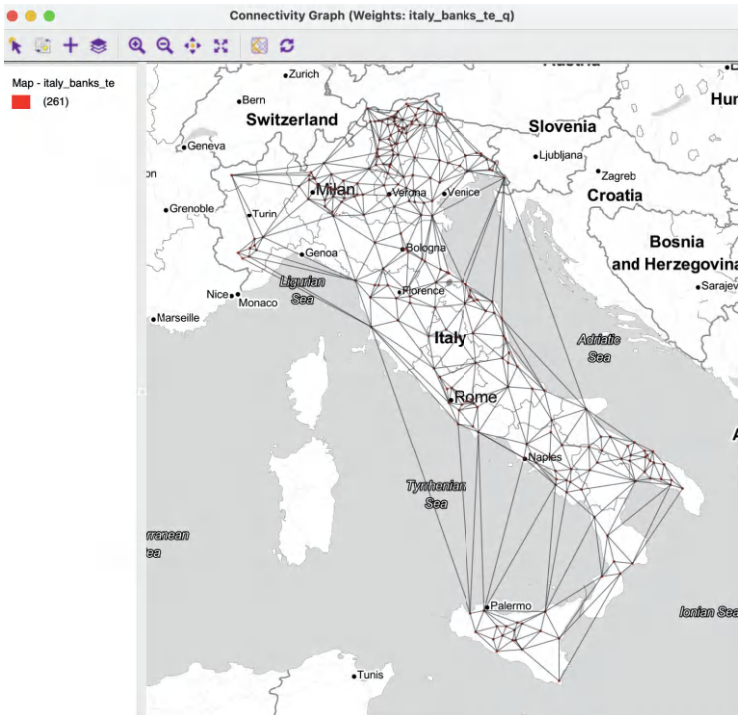 Connectivity Graph (Weights: italy_banks_te_q)
Map - italy_banks_te
(261)
Zurich
Bern
Switzerland
Slovenia
Geneva
Ljubljana
Zagreb
Milan
Verona
Venice
Croatia
Grenoble
Turin
Bologna
Bosnia
and Herzegovina
Genoa
Ligurian
Sea
Nice
Monaco
Florence
Sarajev
Marseille
Italy
Adriatic
Sea
Rome
Naples
Tyrrhenian
Sea
Palermo
Ionian Sea
Tunis